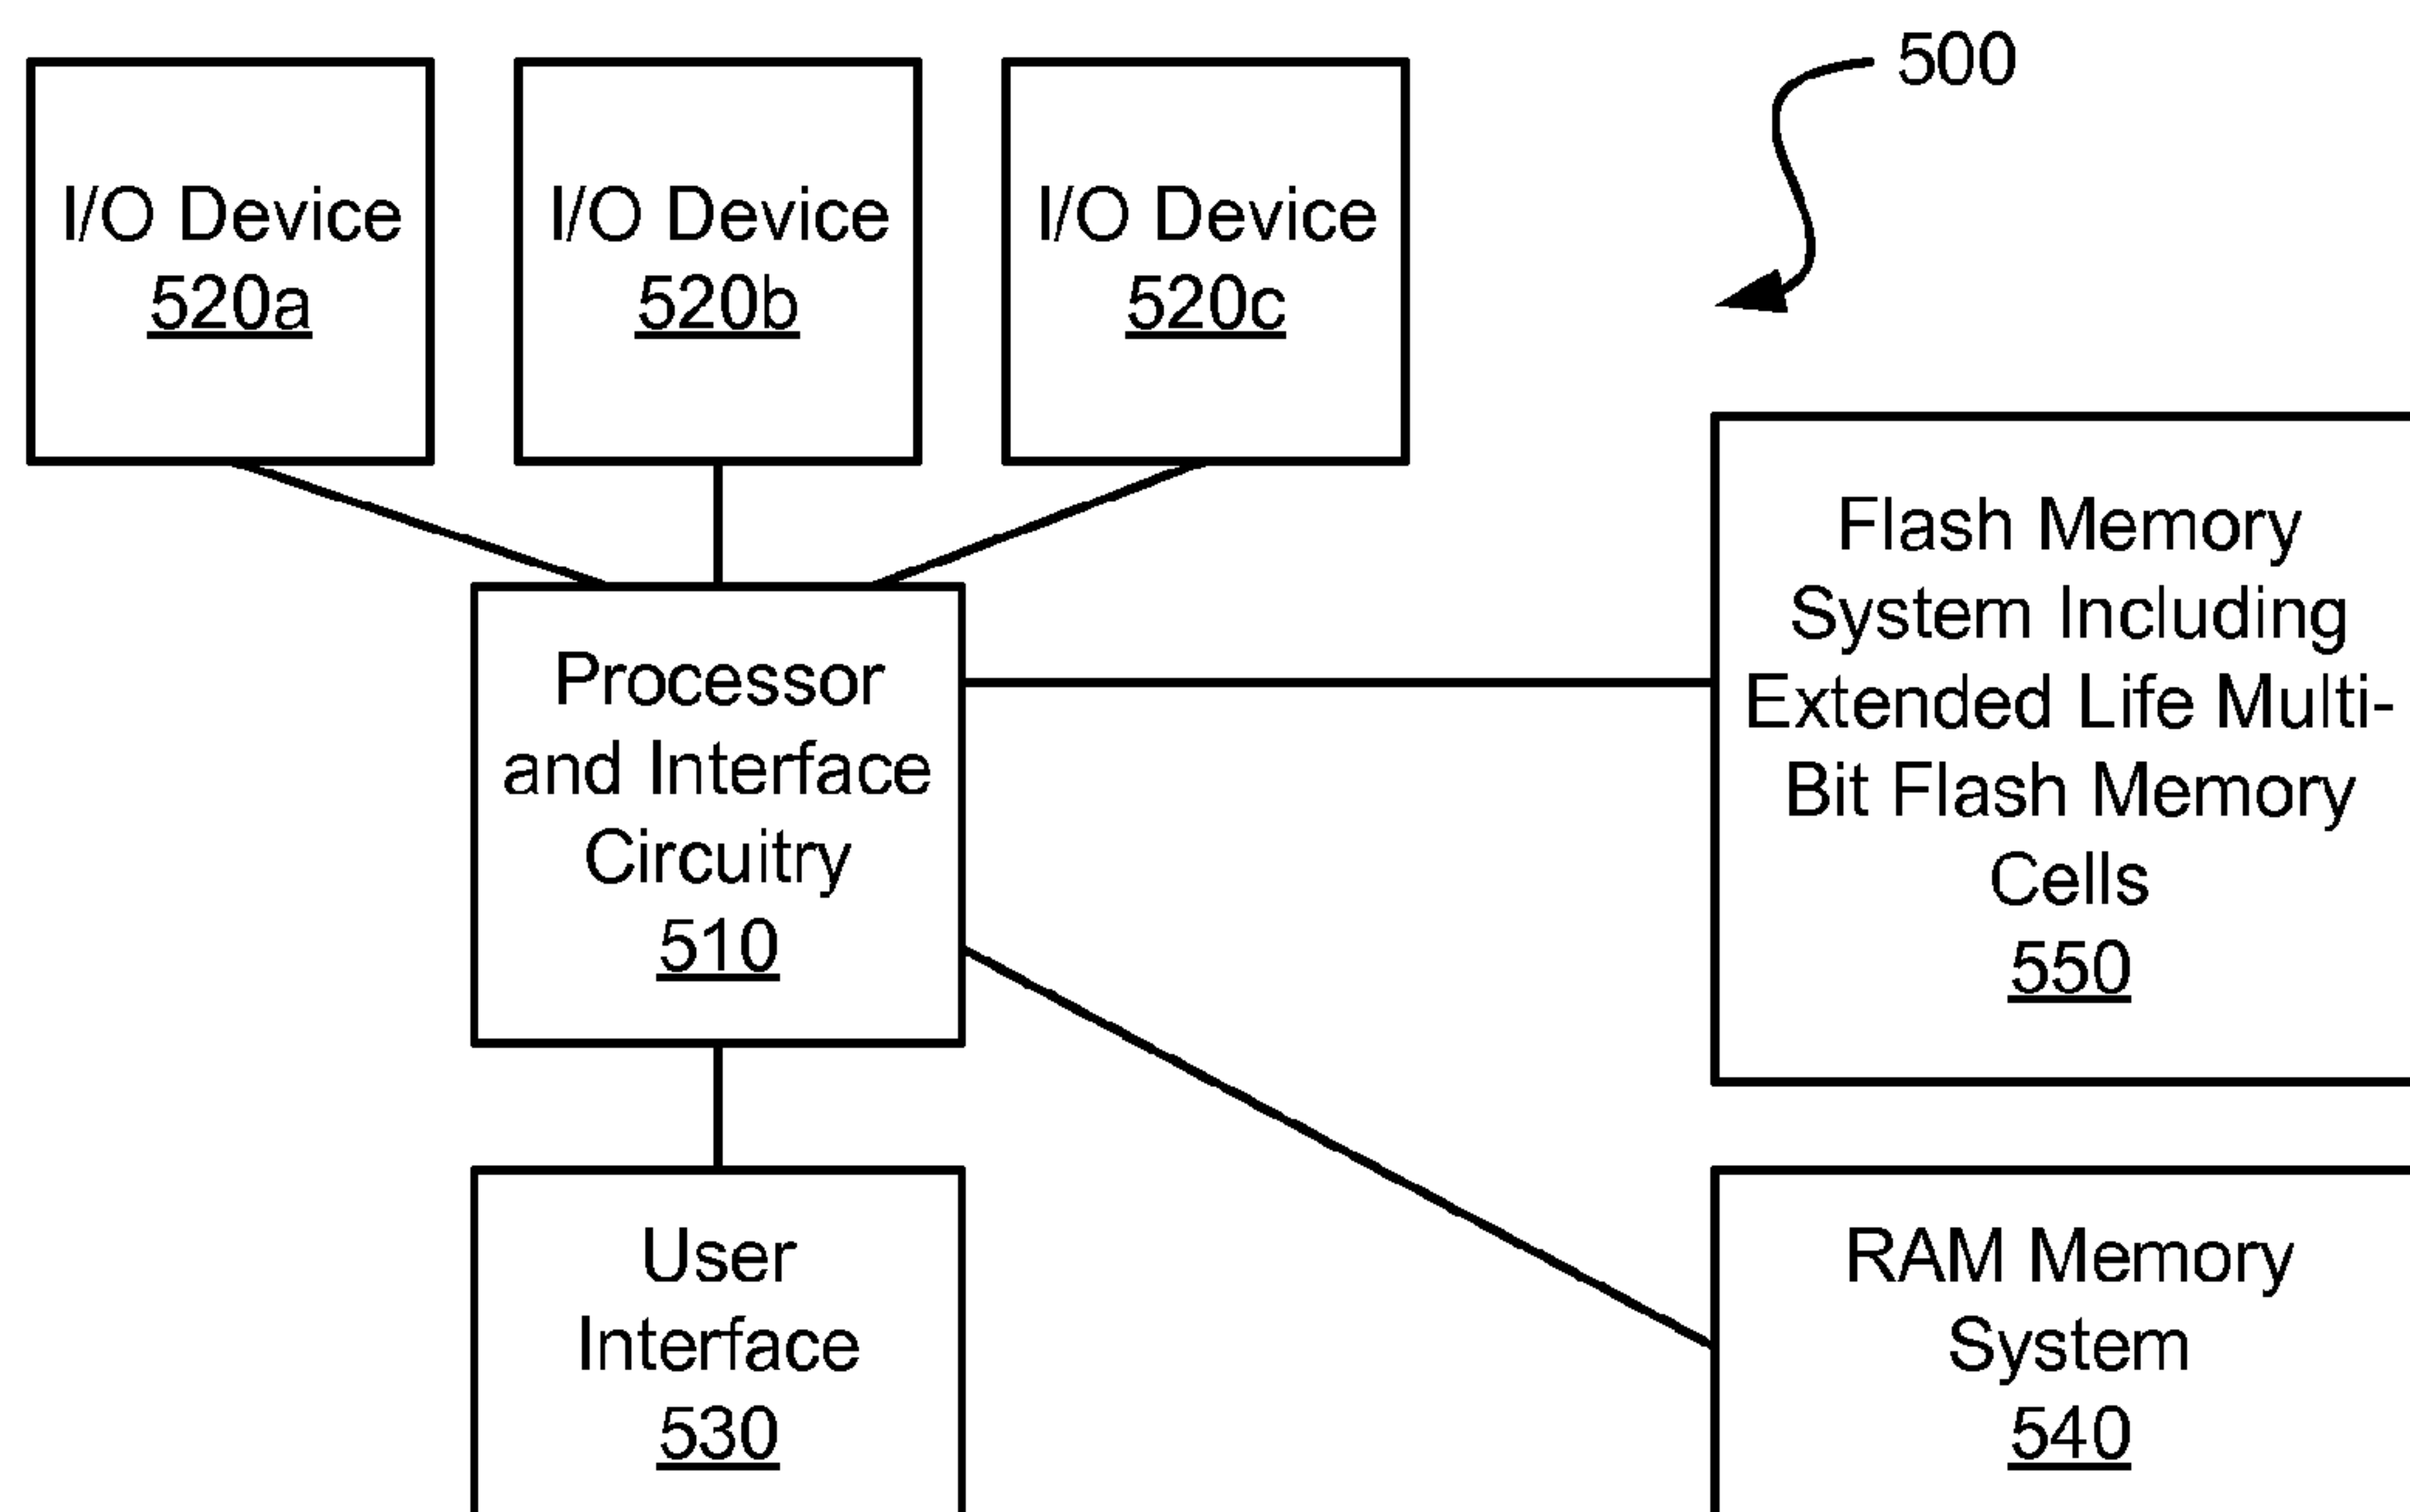 500
I/O Device
520a
I/O Device
520b
I/O Device
520c
Flash Memory
System Including
Extended Life Multi-
Bit Flash Memory
Cells
550
Processor
and Interface
Circuitry
510
User
Interface
530
RAM Memory
System
540